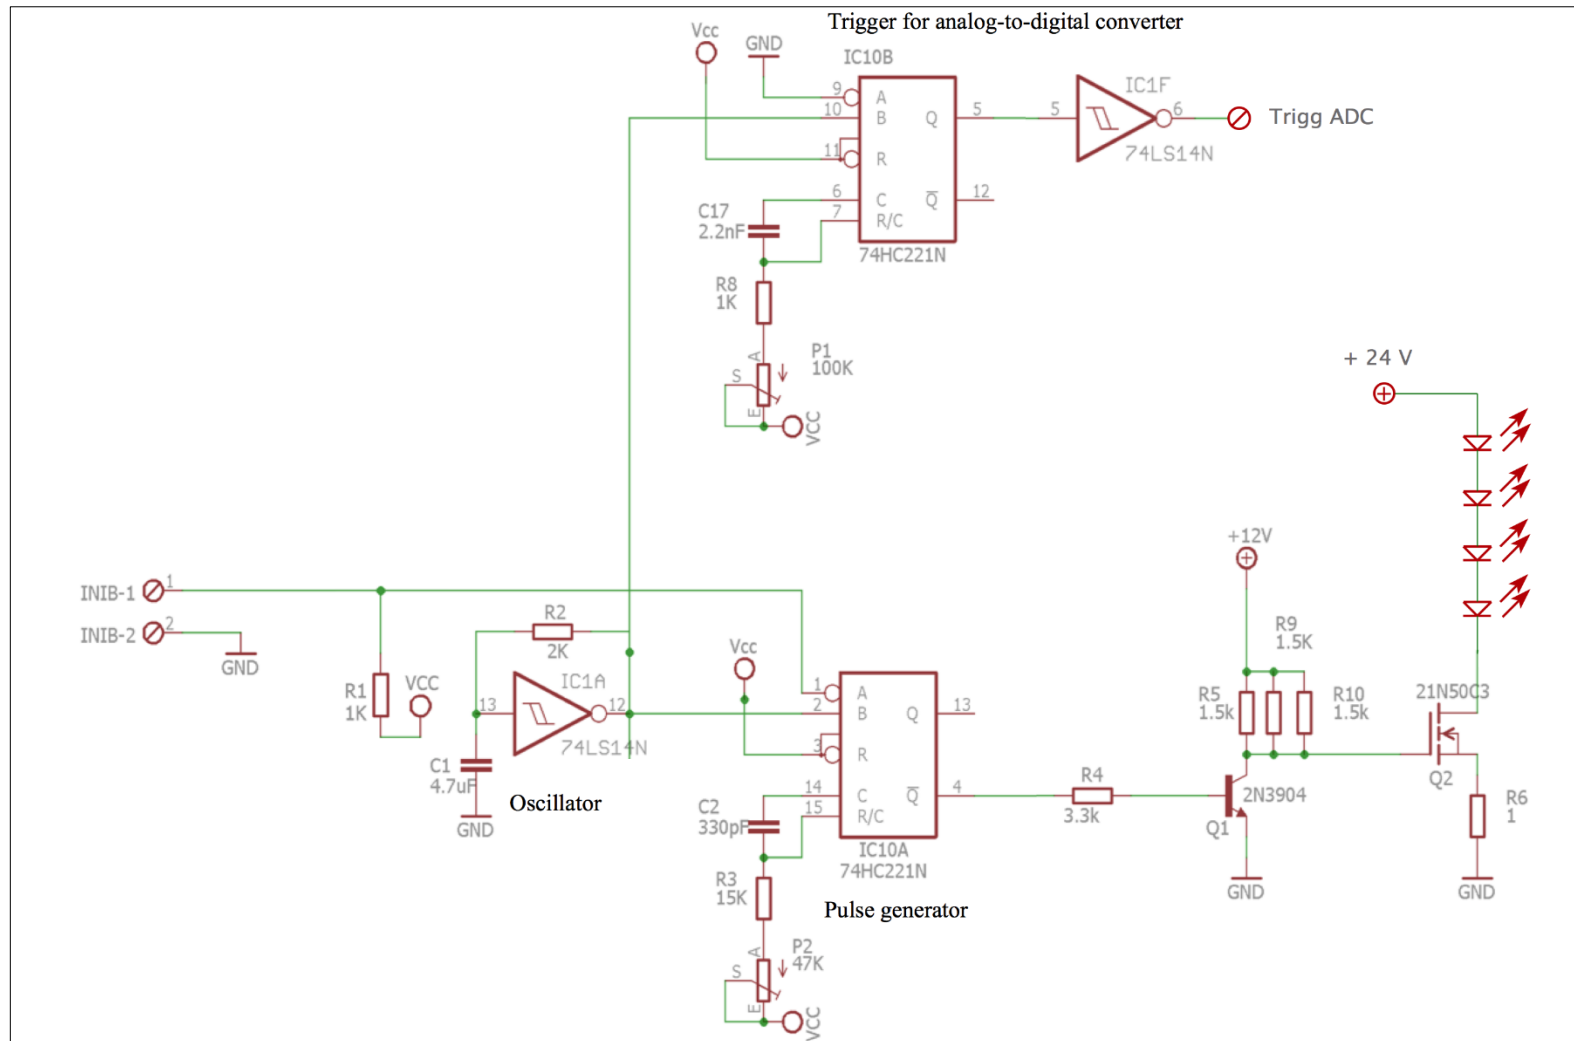 Trigger for analog-to-digital converter
Vcc
GND
IC10B
9
A
10
B
Q
5
11
R
6
C
Q
12
7
R/C
74HC221N
IC1F
5
6
74LS14N
Trigg ADC
C17
2.2nF
R8
1K
P1
100K
A
S
E
VCC
+ 24 V
INIB-1
1
INIB-2
2
GND
R1
1K
VCC
R2
2K
IC1A
13
12
74LS14N
C1
4.7uF
GND
Oscillator
Vcc
1
A
2
B
Q
13
3
R
14
C
Q
4
15
R/C
IC10A
74HC221N
Pulse generator
C2
330pF
R3
15K
P2
47K
A
S
E
VCC
R4
3.3k
+12V
R9
1.5K
R5
1.5k
R10
1.5k
2N3904
Q1
GND
21N50C3
Q2
R6
1
GND